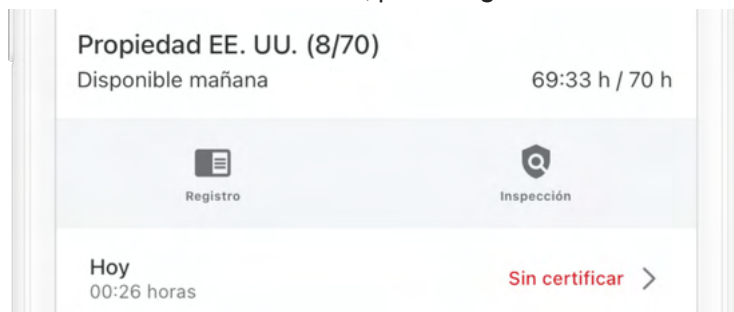 Propiedad EE. UU. (8/70)
Disponible mañana 69:33 h / 70 h
Registro Inspección
Hoy
Sin certificar
00:26 horas